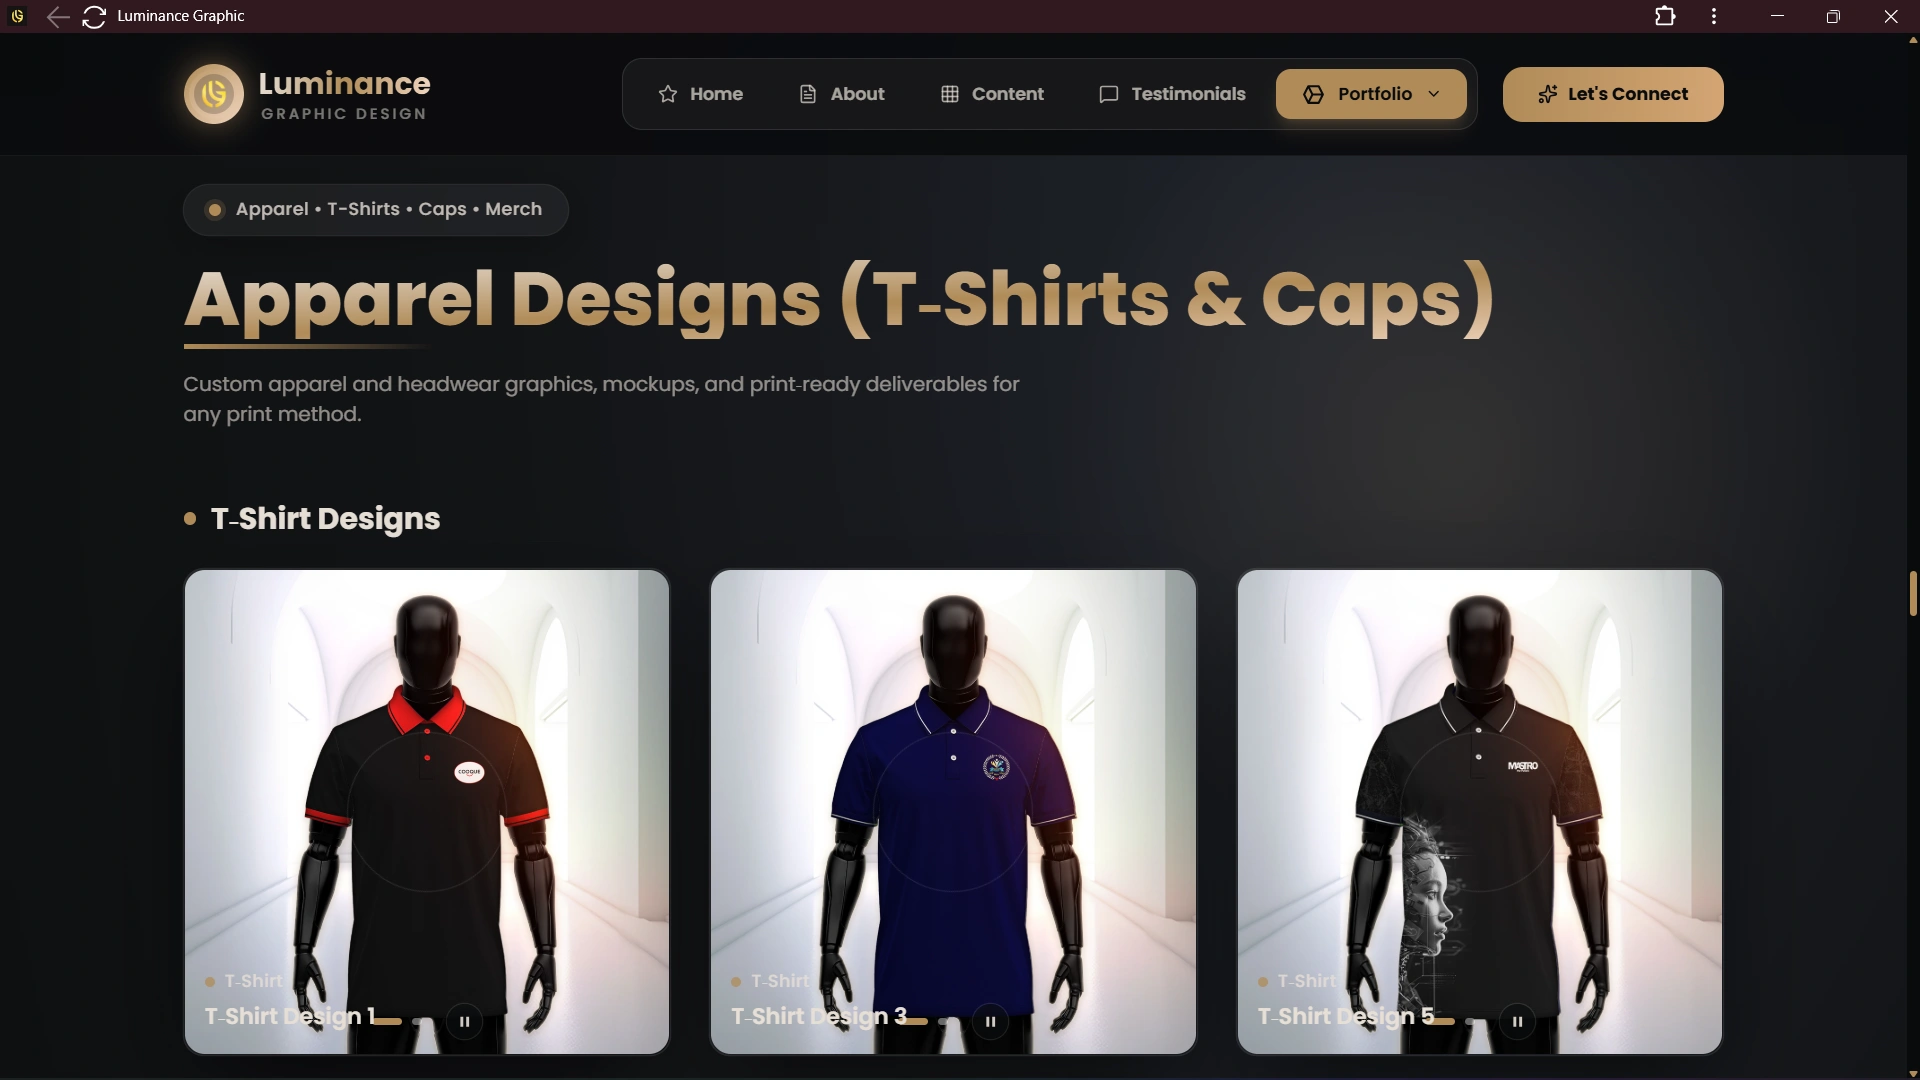 Luminance Graphic
Luminance
GRAPHIC DESIGN
Home
About
Content
Testimonials
Portfolio
Let's Connect
Apparel • T-Shirts • Caps • Merch
Apparel Designs (T-Shirts & Caps)
Custom apparel and headwear graphics, mockups, and print-ready deliverables for
any print method.
T-Shirt Designs
COOQUE
MASTRO
T-Shirt
T-Shirt Design 1
T-Shirt
T-Shirt Design 3
T-Shirt
T-Shirt Design 5